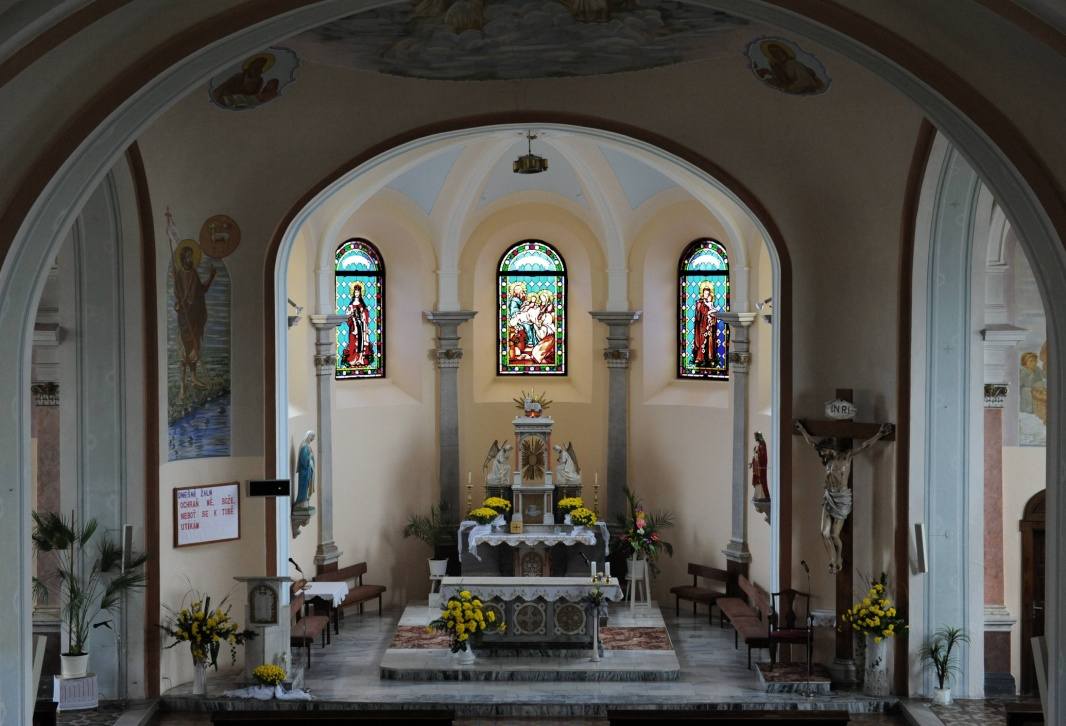 DNEŠNÍ ŽALM
OCHRAŇ MĚ, BOŽE,
NEBOŤ SE K TOBĚ
UTÍKÁM
INRI